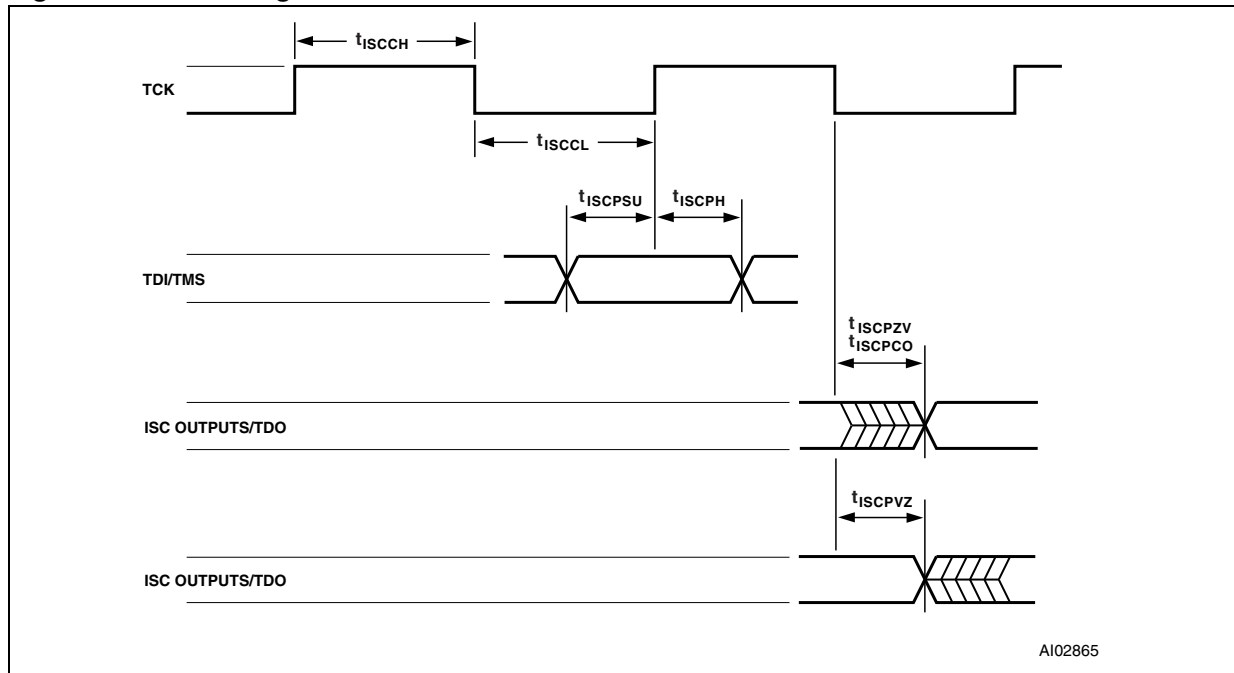 tISCCH
TCK
tISCCL
tISCPSU
tISCPH
TDI/TMS
tISCPZV
tISCPCO
ISC OUTPUTS/TDO
tISCPVZ
ISC OUTPUTS/TDO
AI02865